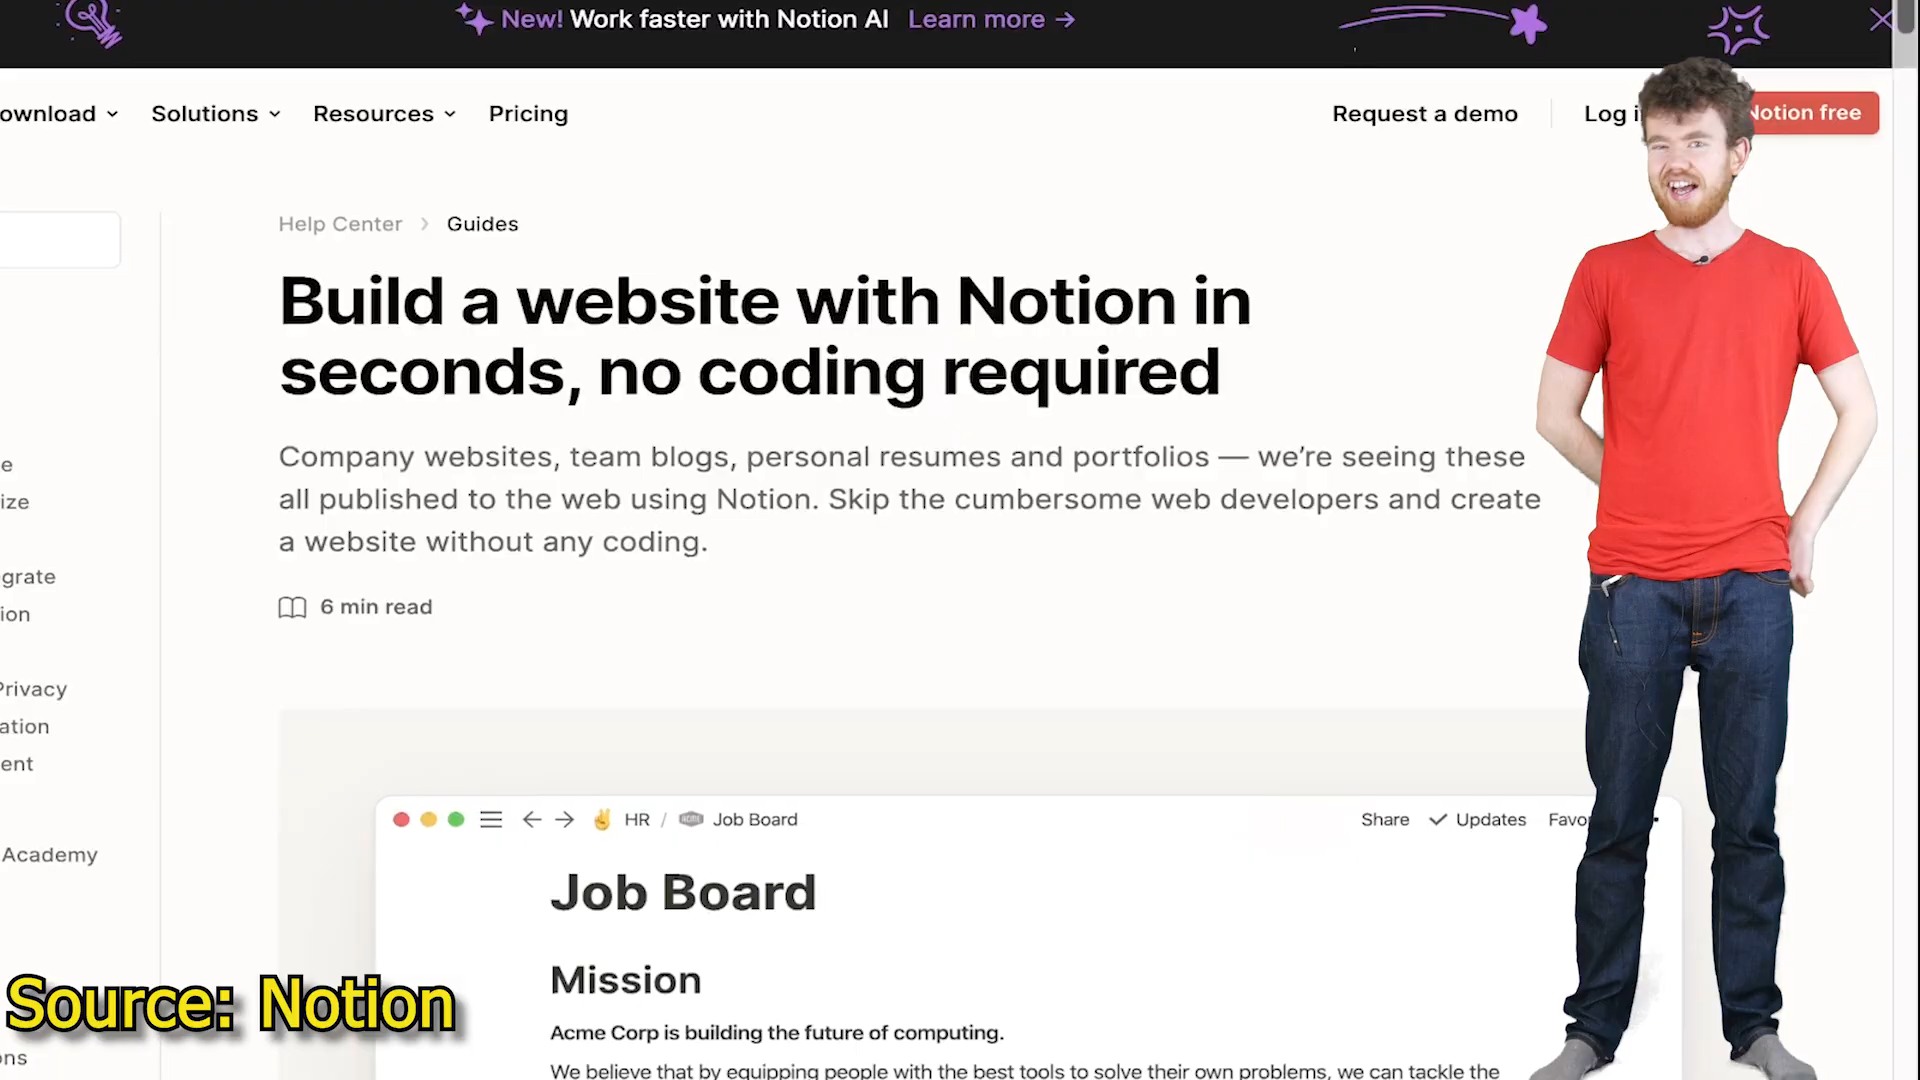 New! Work faster with Notion AI Learn more →
ownload Solutions Resources Pricing Request a demo Log i Notion free
Help Center > Guides
Build a website with Notion in
seconds, no coding required
Company websites, team blogs, personal resumes and portfolios — we’re seeing these
all published to the web using Notion. Skip the cumbersome web developers and create
a website without any coding.
6 min read
e
ize
grate
ion
Privacy
ation
ent
Academy
ons
HR / Job Board Share Updates Favo
Job Board
Mission
Acme Corp is building the future of computing.
We believe that by equipping people with the best tools to solve their own problems, we can tackle the
Source: Notion